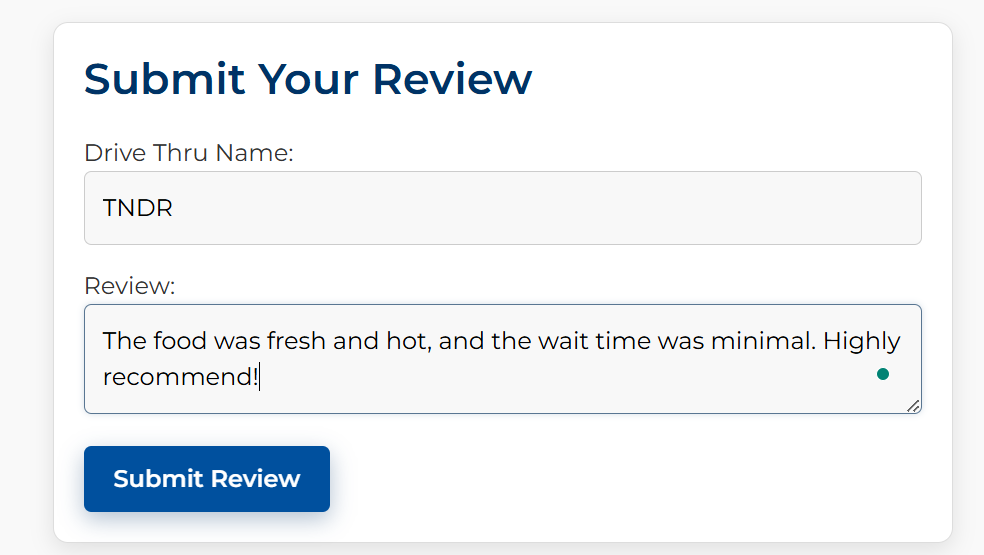 Submit Your Review
Drive Thru Name:
TNDR
Review:
The food was fresh and hot, and the wait time was minimal. Highly
recommend!
Submit Review